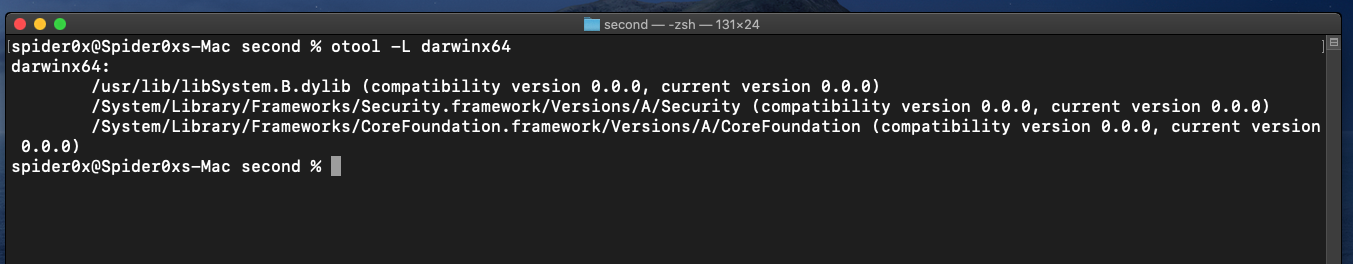 second — -zsh — 131×24
[spider0x@Spider0xs-Mac second % otool -L darwinx64 ]
darwinx64:
/usr/lib/libSystem.B.dylib (compatibility version 0.0.0, current version 0.0.0)
/System/Library/Frameworks/Security.framework/Versions/A/Security (compatibility version 0.0.0, current version 0.0.0)
/System/Library/Frameworks/CoreFoundation.framework/Versions/A/CoreFoundation (compatibility version 0.0.0, current version
0.0.0)
spider0x@Spider0xs-Mac second %